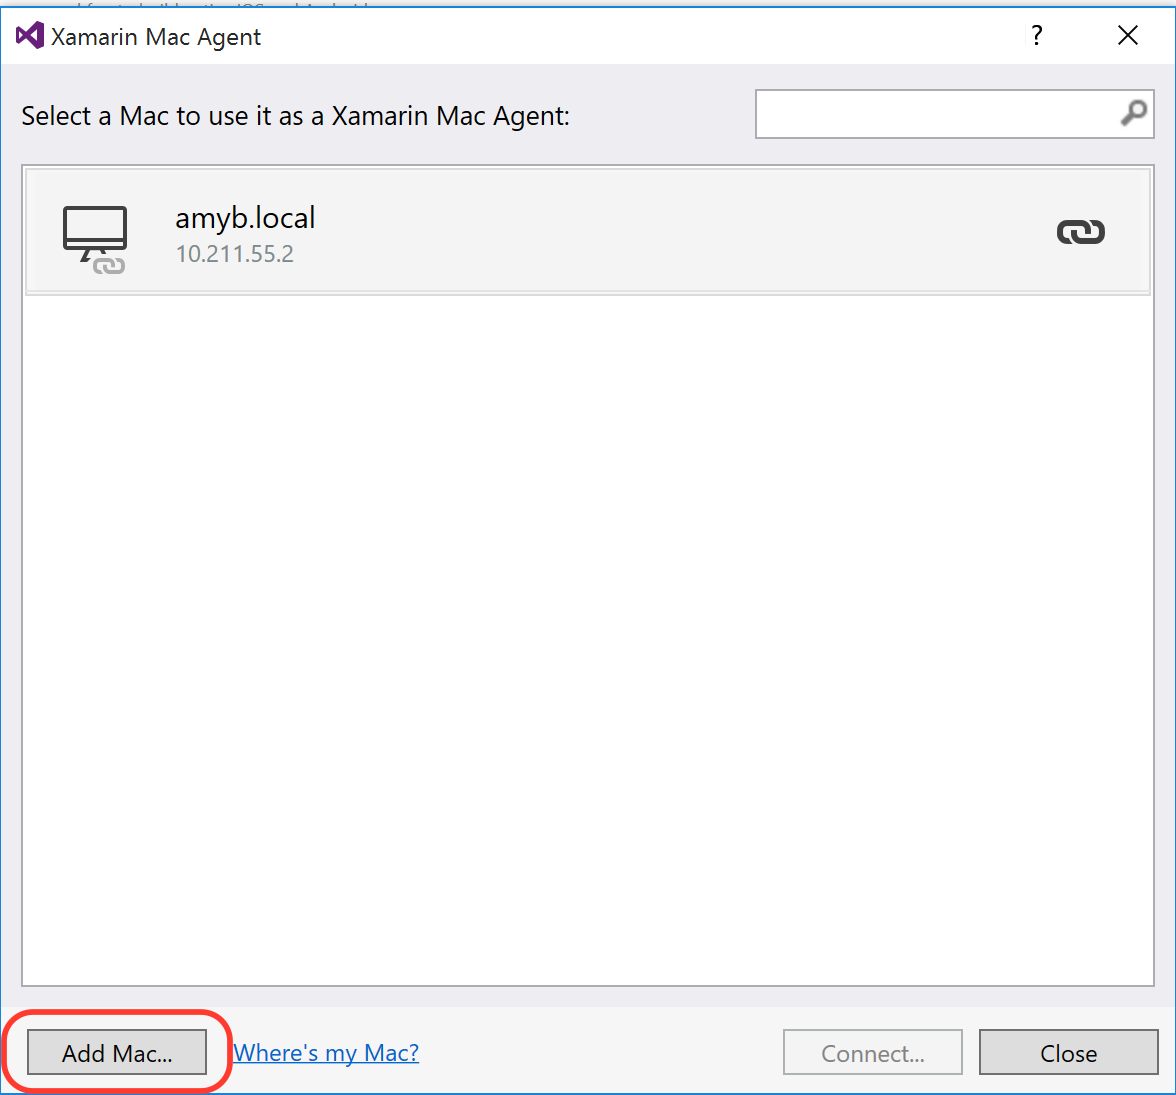 Xamarin Mac Agent
?
Select a Mac to use it as a Xamarin Mac Agent:
amyb.local
10.211.55.2
Add Mac...
Where's my Mac?
Connect...
Close